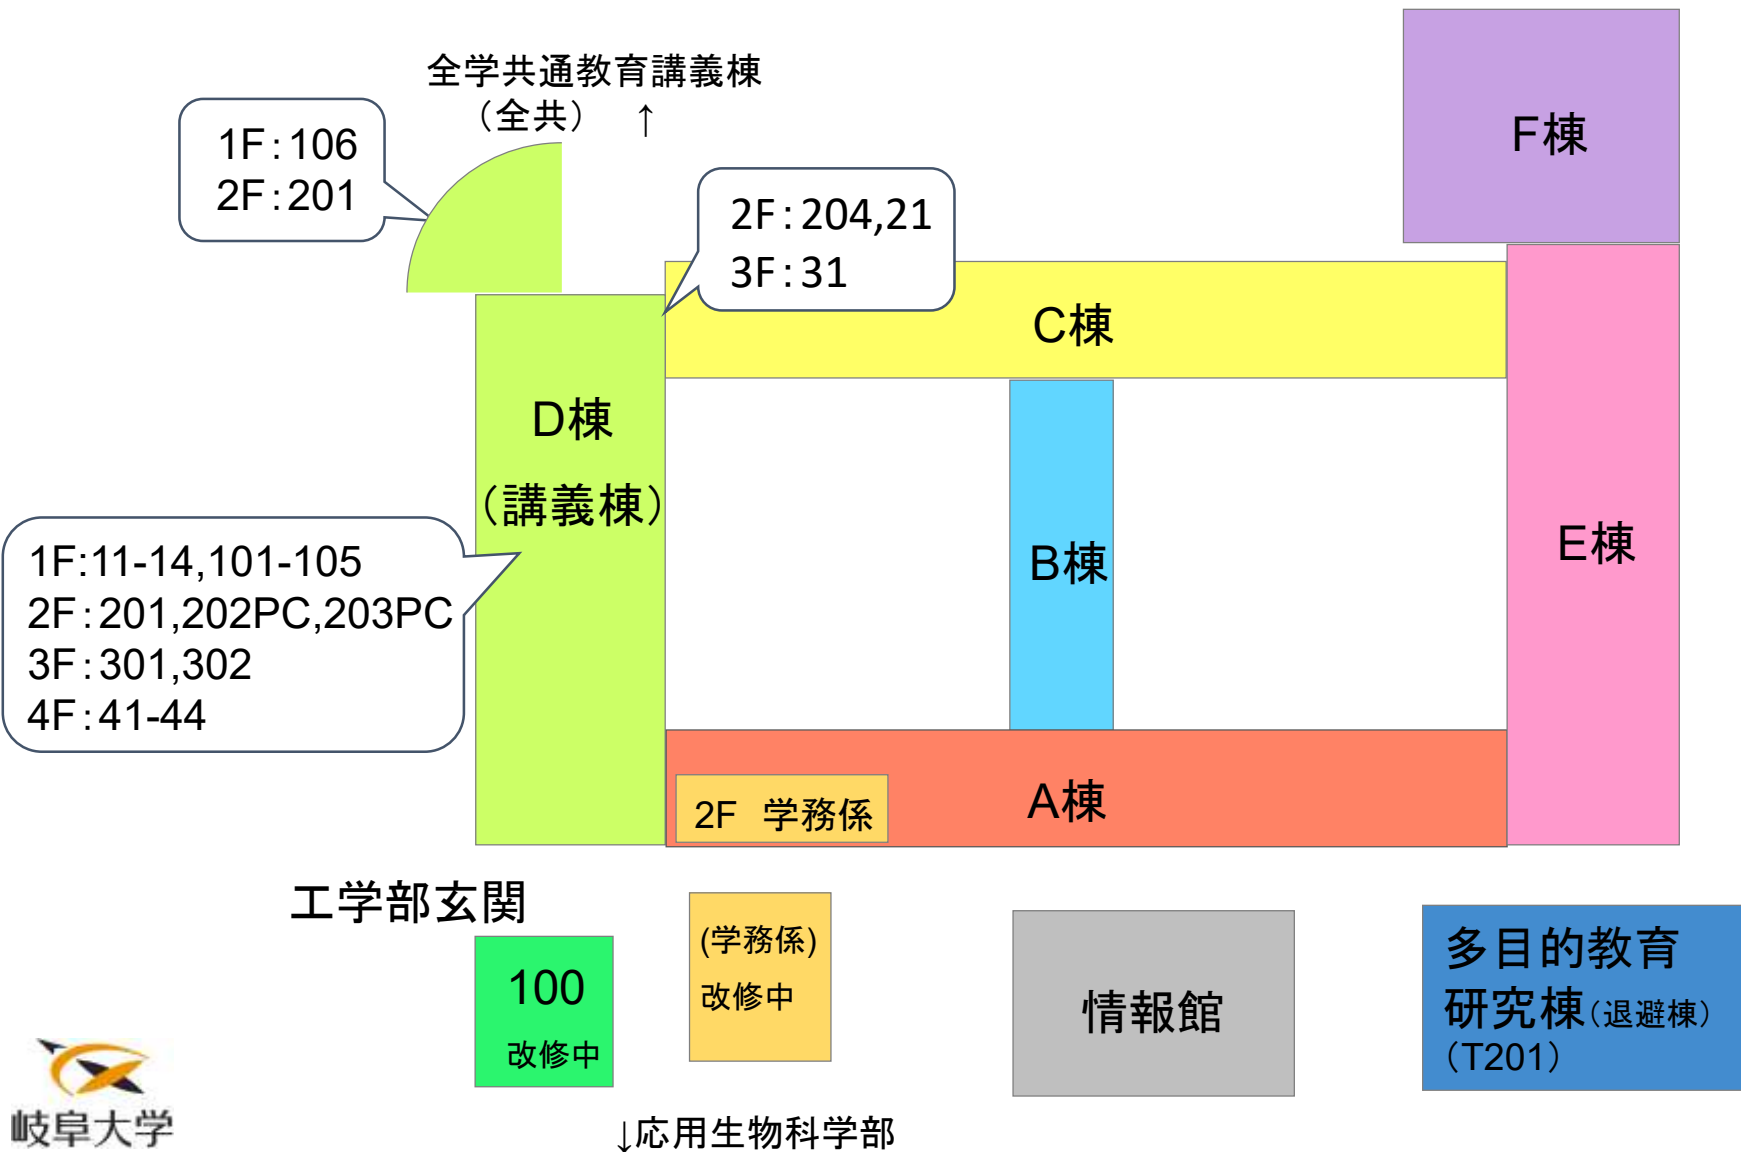 全学共通教育講義棟
（全共） ↑
1F：106
2F：201
2F：204,21
3F：31
F棟
C棟
D棟
（講義棟）
1F:11-14,101-105
2F：201,202PC,203PC
3F：301,302
4F：41-44
B棟
E棟
2F 学務係
A棟
工学部玄関
100
改修中
(学務係)
改修中
情報館
多目的教育
研究棟（退避棟）
（T201）
岐阜大学
↓応用生物科学部